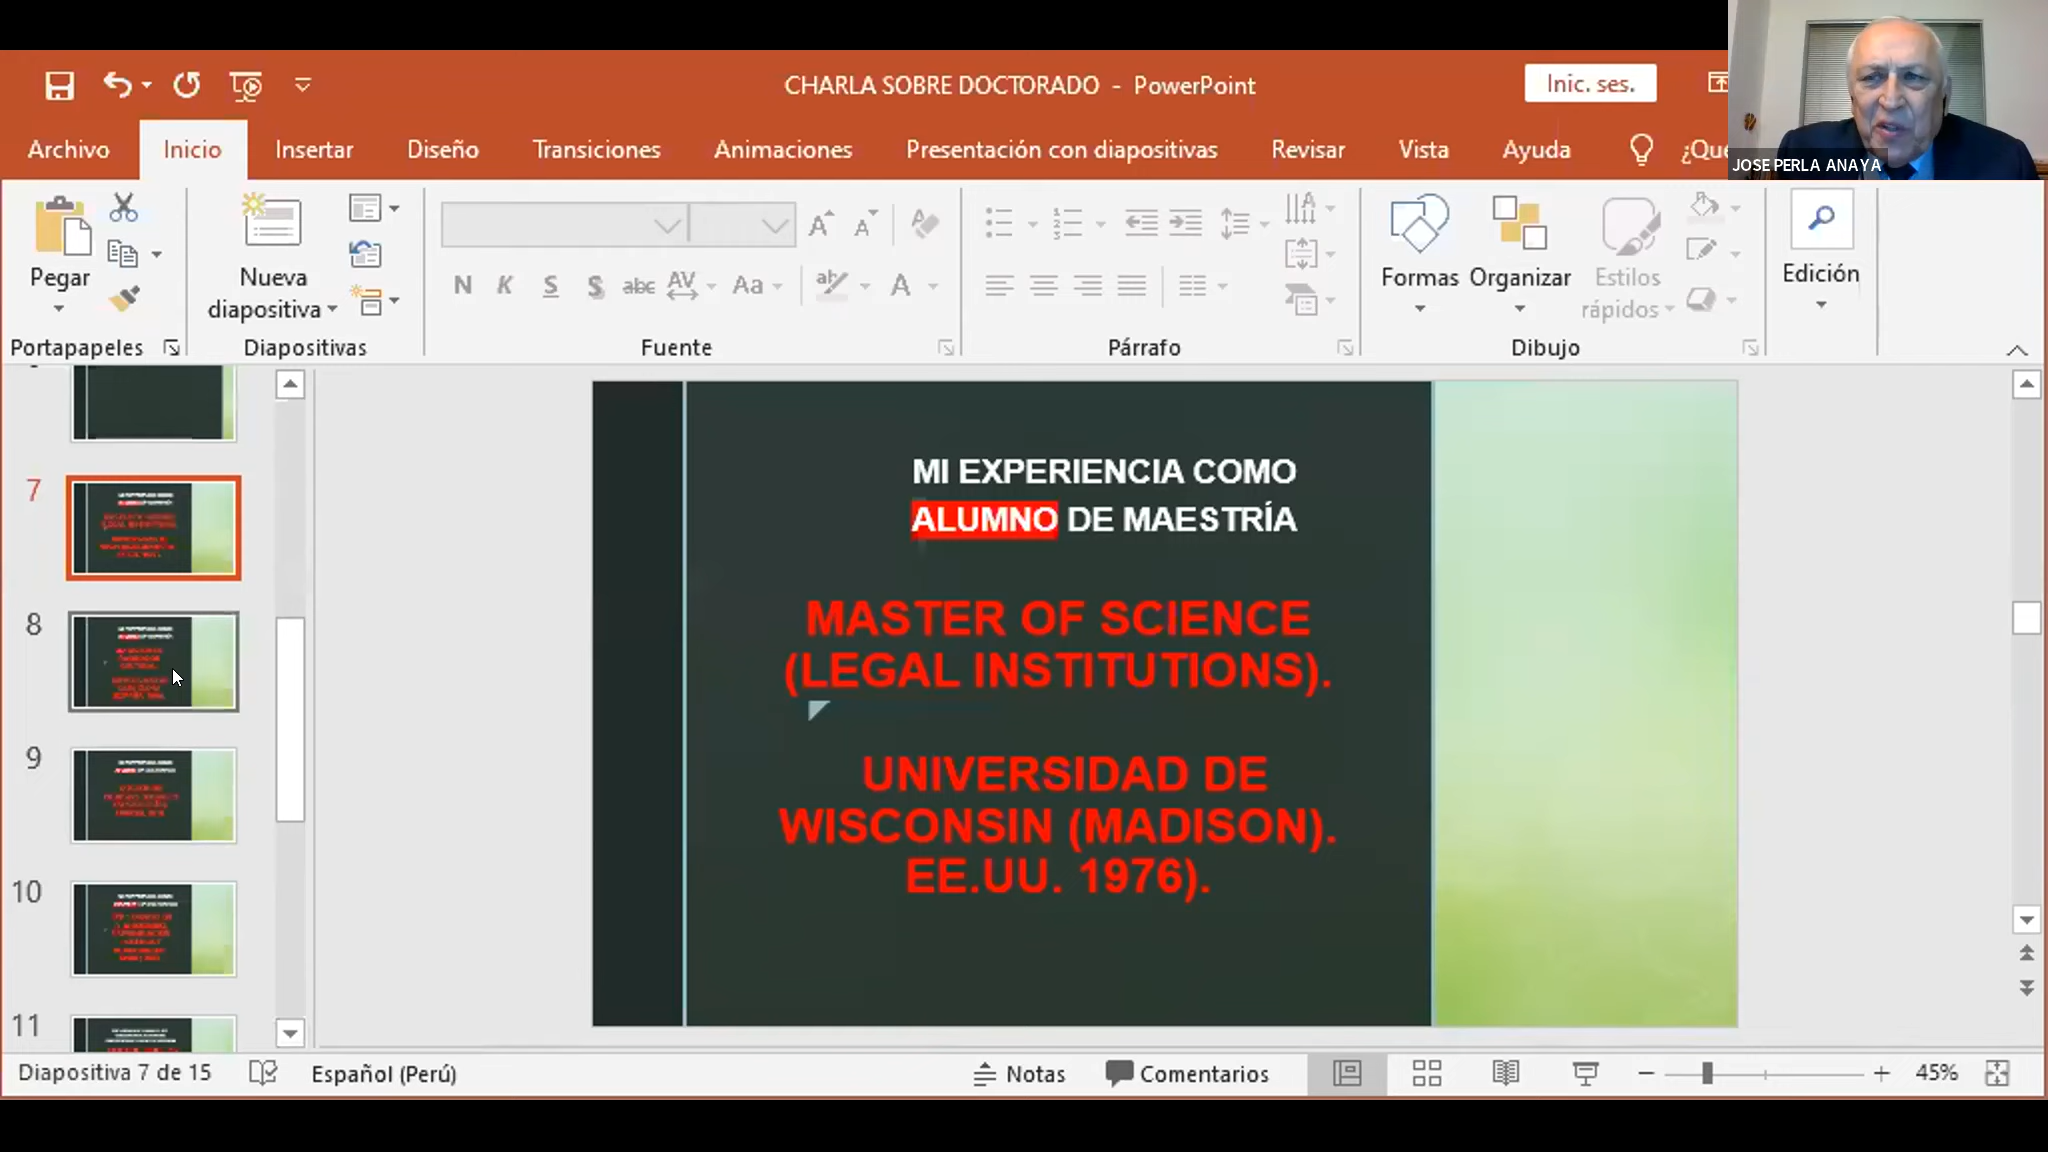 CHARLA SOBRE DOCTORADO - PowerPoint
Inic. ses.
Archivo
Inicio
Insertar
Diseño
Transiciones
Animaciones
Presentación con diapositivas
Revisar
Vista
Ayuda
JOSE PERLA ANAYA
Pegar
Nueva
diapositiva
Formas
Organizar
Estilos
rápidos
Edición
N K S S abc AV Aa A
Portapapeles
Diapositivas
Fuente
Párrafo
Dibujo
7
8
9
10
11
MI EXPERIENCIA COMO
ALUMNO DE MAESTRÍA
MASTER OF SCIENCE
(LEGAL INSTITUTIONS).
UNIVERSIDAD DE
WISCONSIN (MADISON).
EE.UU. 1976).
Diapositiva 7 de 15
Español (Perú)
Notas
Comentarios
45%